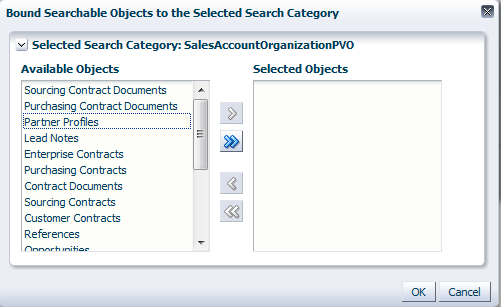 Bound Searchable Objects to the Selected Search Category
Selected Search Category: SalesAccountOrganizationPVO
Available Objects
Selected Objects
Sourcing Contract Documents
Purchasing Contract Documents
Partner Profiles
Lead Notes
Enterprise Contracts
Purchasing Contracts
Contract Documents
Sourcing Contracts
Customer Contracts
References
Opportunities
OK
Cancel